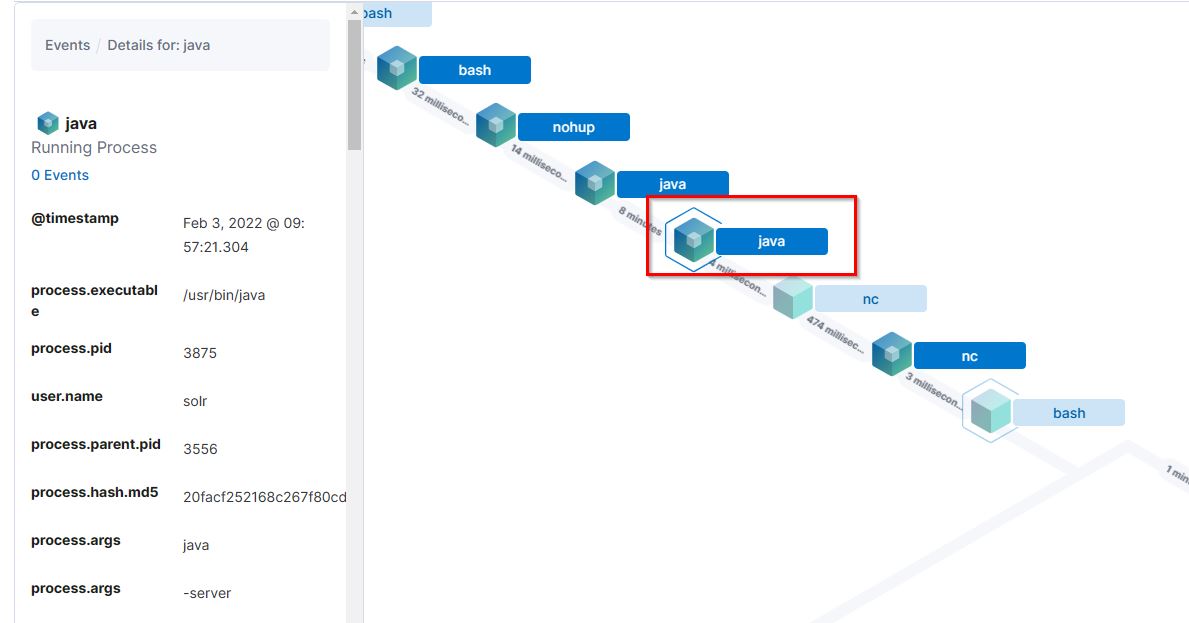 Events / Details for: java
java
Running Process
0 Events
@timestamp
Feb 3, 2022 @ 09:
57:21.304
process.executabl
e
/usr/bin/java
process.pid
3875
user.name
solr
process.parent.pid
3556
process.hash.md5
20facf252168c267f80cd
process.args
java
process.args
-server
bash
bash
32 milliseco...
nohup
14 milliseco...
java
8 minutes
java
4 millisecon...
nc
474 millisec...
nc
3 millisecon...
bash
1 min